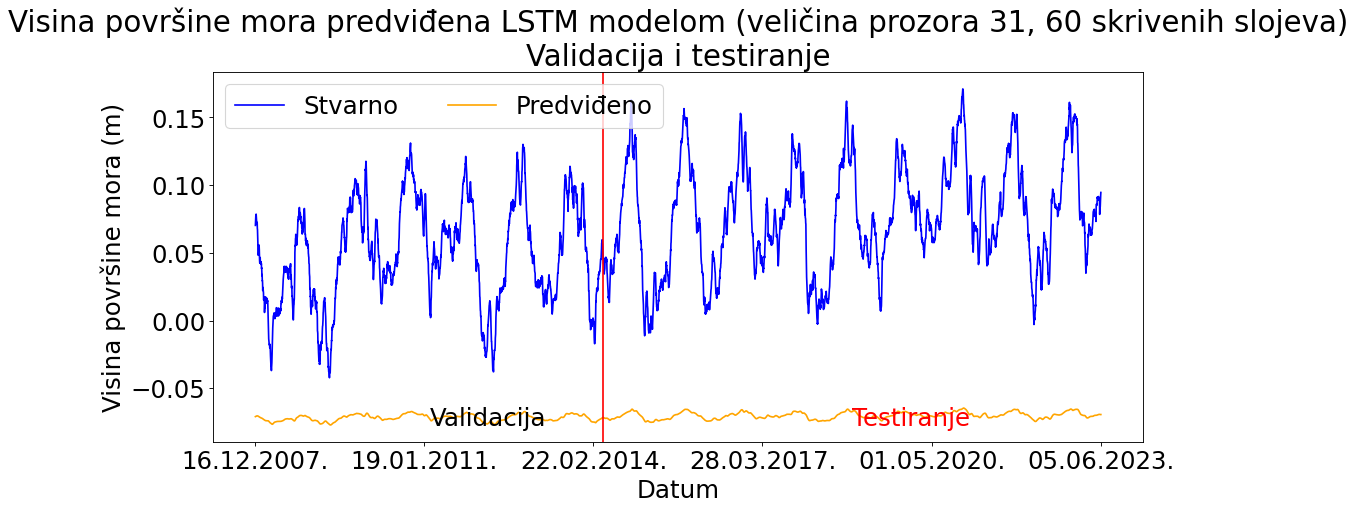 Visina površine mora predviđena LSTM modelom (veličina prozora 31, 60 skrivenih slojeva)
Validacija i testiranje
Stvarno
Predviđeno
Visina površine mora (m)
0.15
0.10
0.05
0.00
−0.05
Validacija
Testiranje
16.12.2007.
19.01.2011.
22.02.2014.
28.03.2017.
01.05.2020.
05.06.2023.
Datum